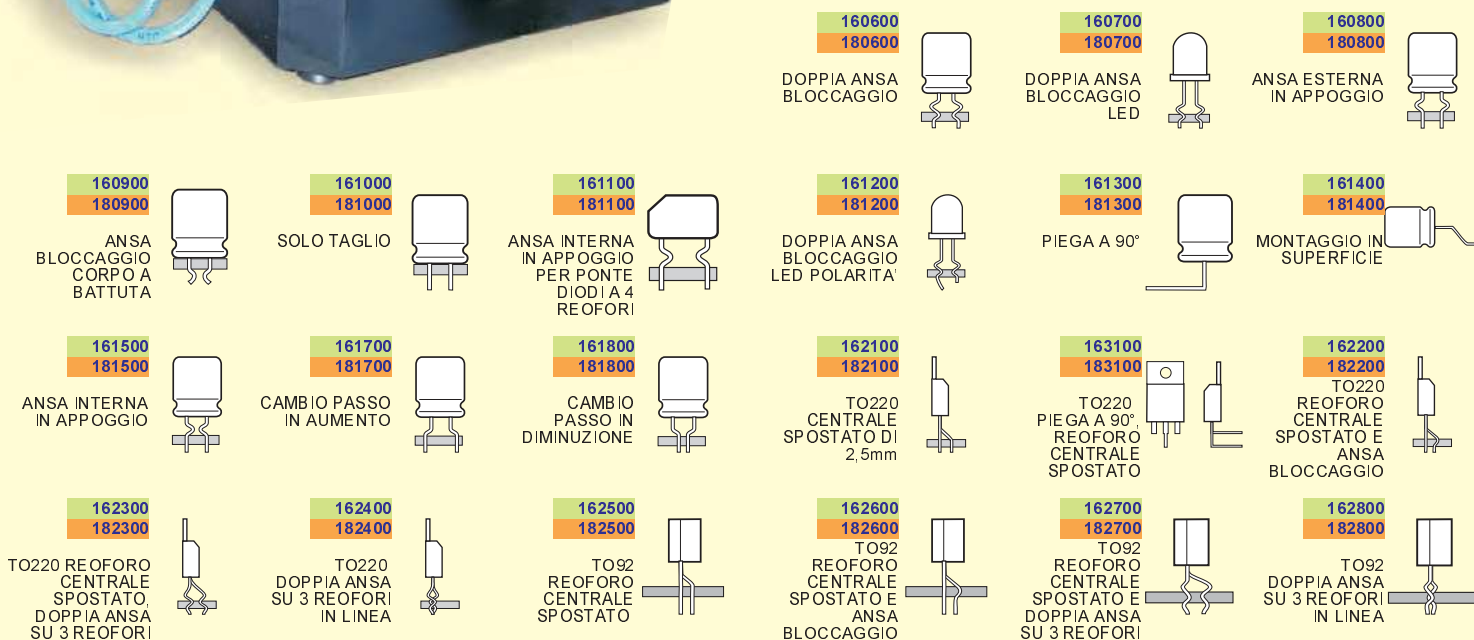 160600
180600
DOPPIA ANSA
BLOCCAGGIO
160700
180700
DOPPIA ANSA
BLOCCAGGIO
LED
160800
180800
ANSA ESTERNA
IN APPOGGIO
160900
180900
ANSA
BLOCCAGGIO
CORPO A
BATTUTA
161000
181000
SOLO TAGLIO
161100
181100
ANSA INTERNA
IN APPOGGIO
PER PONTE
DIODI A 4
REOFORI
161200
181200
DOPPIA ANSA
BLOCCAGGIO
LED POLARITA'
161300
181300
PIEGA A 90°
161400
181400
MONTAGGIO IN
SUPERFICIE
161500
181500
ANSA INTERNA
IN APPOGGIO
161700
181700
CAMBIO PASSO
IN AUMENTO
161800
181800
CAMBIO
PASSO IN
DIMINUZIONE
162100
182100
TO220
CENTRALE
SPOSTATO DI
2,5mm
163100
183100
TO220
PIEGA A 90°,
REOFORO
CENTRALE
SPOSTATO
162200
182200
TO220
REOFORO
CENTRALE
SPOSTATO E
ANSA
BLOCCAGGIO
162300
182300
TO220 REOFORO
CENTRALE
SPOSTATO,
DOPPIA ANSA
SU 3 REOFORI
162400
182400
TO220
DOPPIA ANSA
SU 3 REOFORI
IN LINEA
162500
182500
TO92
REOFORO
CENTRALE
SPOSTATO
162600
182600
TO92
REOFORO
CENTRALE
SPOSTATO E
ANSA
BLOCCAGGIO
162700
182700
TO92
REOFORO
CENTRALE
SPOSTATO E
DOPPIA ANSA
SU 3 REOFORI
162800
182800
TO92
DOPPIA ANSA
SU 3 REOFORI
IN LINEA